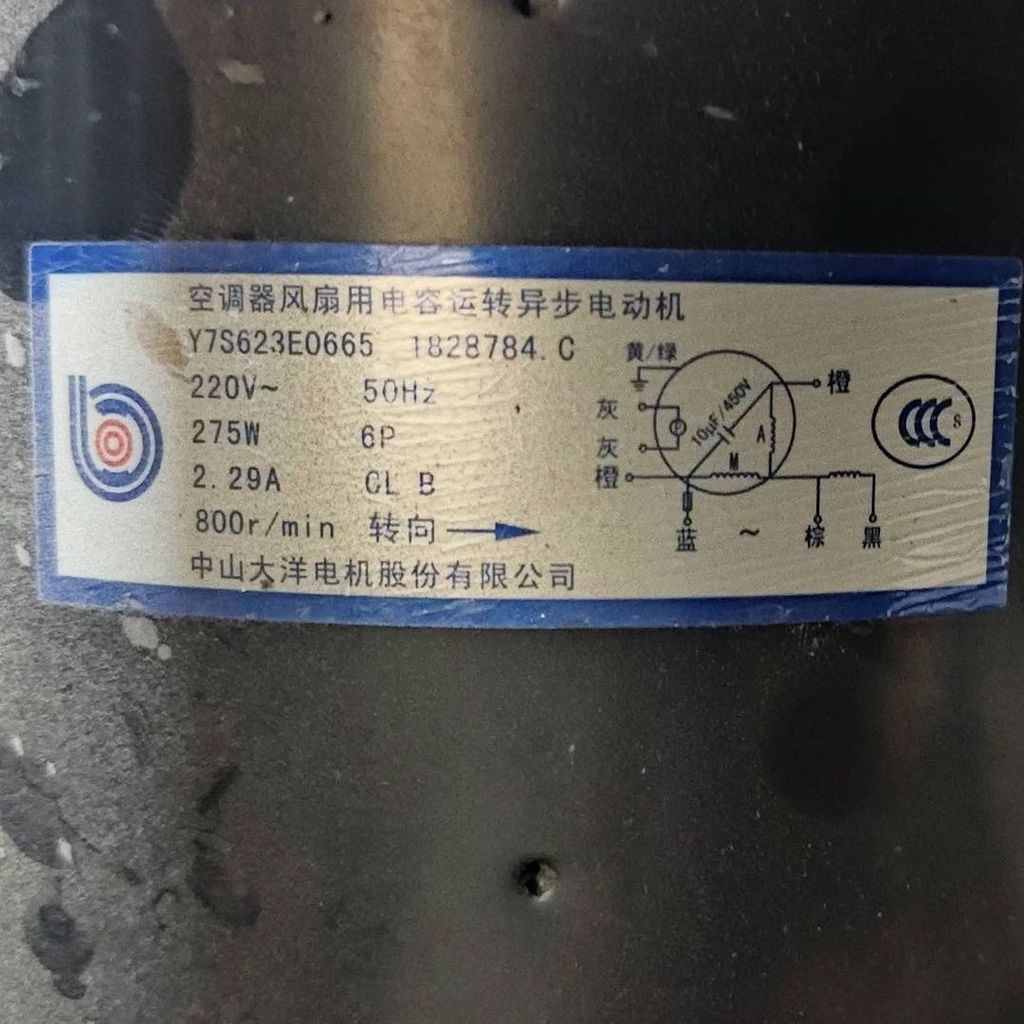 空调器风扇用电容运转异步电动机
Y7S623E0665 1828784.C
220V~ 50Hz
275W 6P
2.29A CL B
800r/min 转向
中山大洋电机股份有限公司
黄/绿
灰
灰
橙
10μF/450V
橙
A
M
蓝 ~ 棕 黑
CCC S